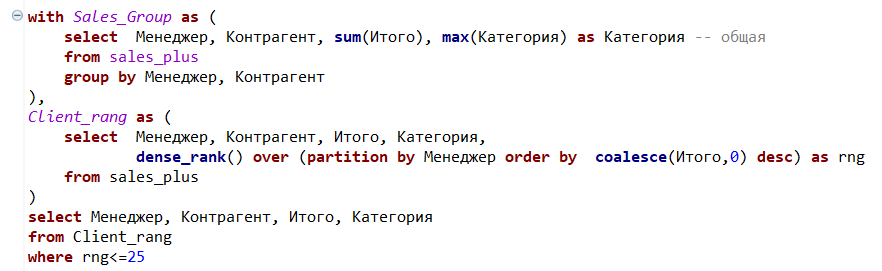 with Sales_Group as (
select Менеджер, Контрагент, sum(Итого), max(Категория) as Категория -- общая
from sales_plus
group by Менеджер, Контрагент
),
Client_rang as (
select Менеджер, Контрагент, Итого, Категория,
dense_rank() over (partition by Менеджер order by coalesce(Итого,0) desc) as rng
from sales_plus
)
select Менеджер, Контрагент, Итого, Категория
from Client_rang
where rng<=25